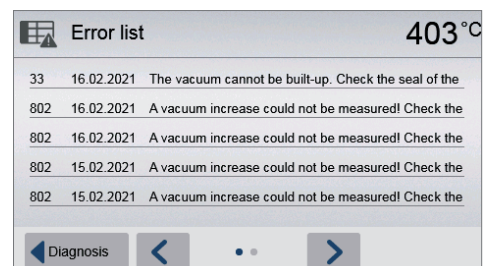 Error list 403 °C
33 16.02.2021 The vacuum cannot be built-up. Check the seal of the
802 16.02.2021 A vacuum increase could not be measured! Check the
802 16.02.2021 A vacuum increase could not be measured! Check the
802 15.02.2021 A vacuum increase could not be measured! Check the
802 15.02.2021 A vacuum increase could not be measured! Check the
Diagnosis